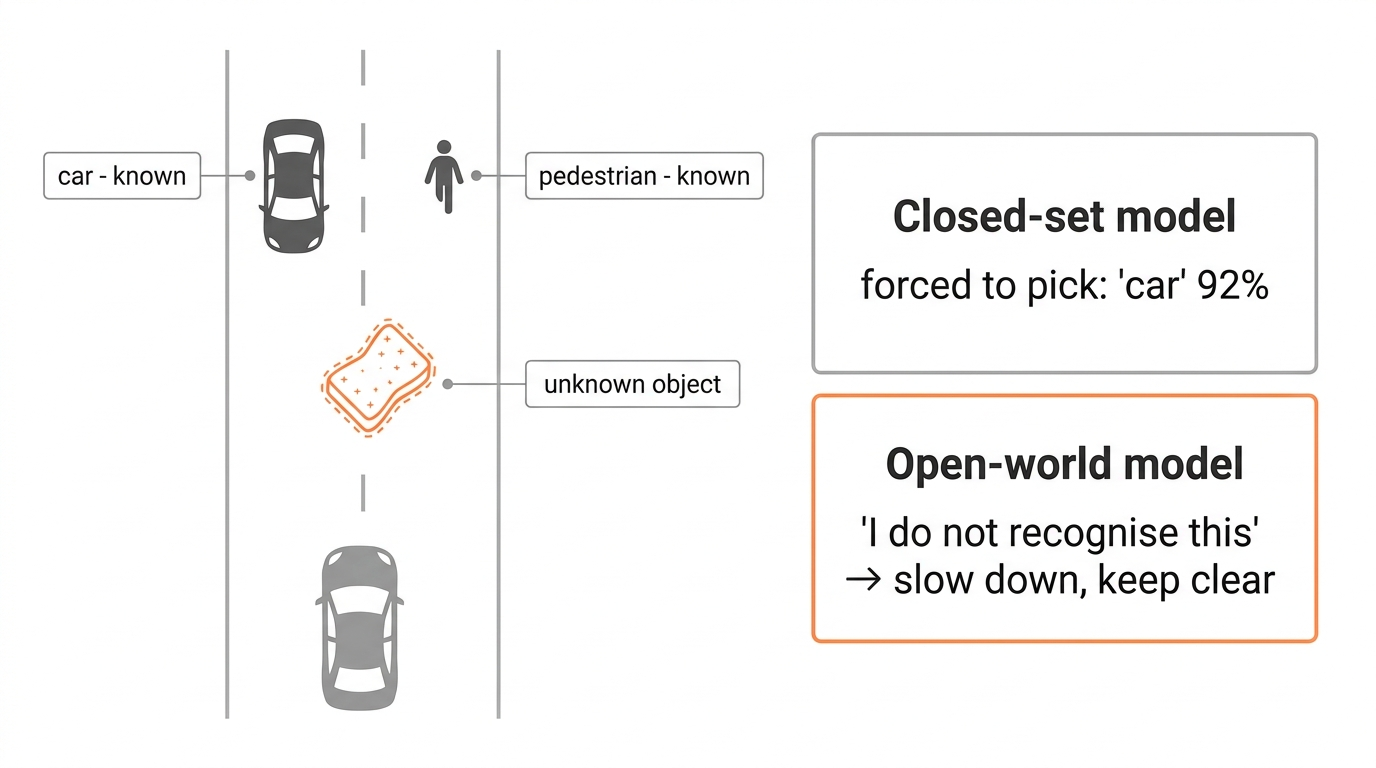 car - known
pedestrian - known
unknown object
Closed-set model
forced to pick: 'car' 92%
Open-world model
'I do not recognise this'
→ slow down, keep clear